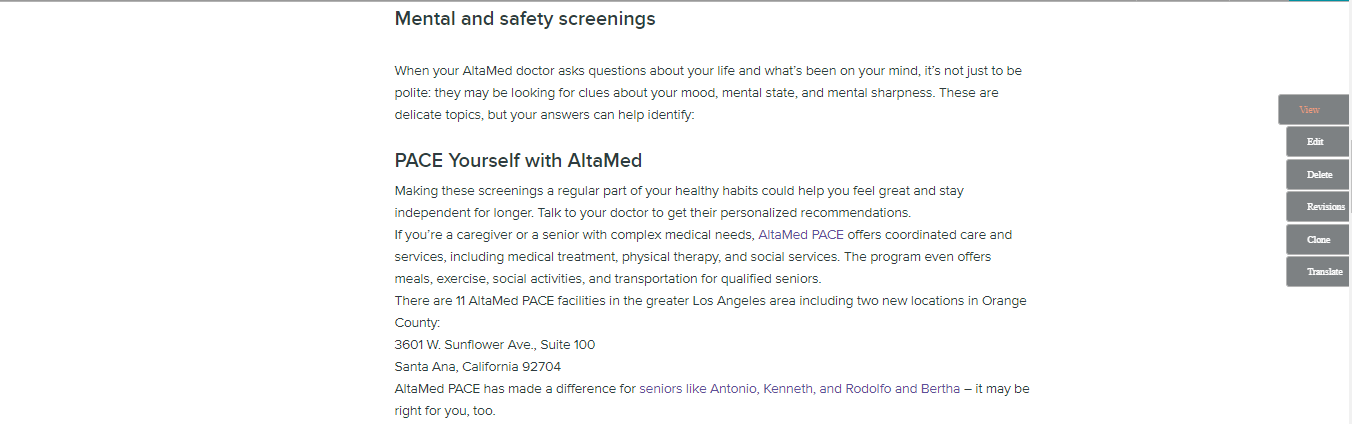 Mental and safety screenings
When your AltaMed doctor asks questions about your life and what's been on your mind, it's not just to be
polite: they may be looking for clues about your mood, mental state, and mental sharpness. These are
delicate topics, but your answers can help identify:
PACE Yourself with AltaMed
Making these screenings a regular part of your healthy habits could help you feel great and stay
independent for longer. Talk to your doctor to get their personalized recommendations.
If you're a caregiver or a senior with complex medical needs, AltaMed PACE offers coordinated care and
services, including medical treatment, physical therapy, and social services. The program even offers
meals, exercise, social activities, and transportation for qualified seniors.
There are 11 AltaMed PACE facilities in the greater Los Angeles area including two new locations in Orange
County:
3601 W. Sunflower Ave., Suite 100
Santa Ana, California 92704
AltaMed PACE has made a difference for seniors like Antonio, Kenneth, and Rodolfo and Bertha – it may be
right for you, too.
View
Edit
Delete
Revisions
Clone
Translate